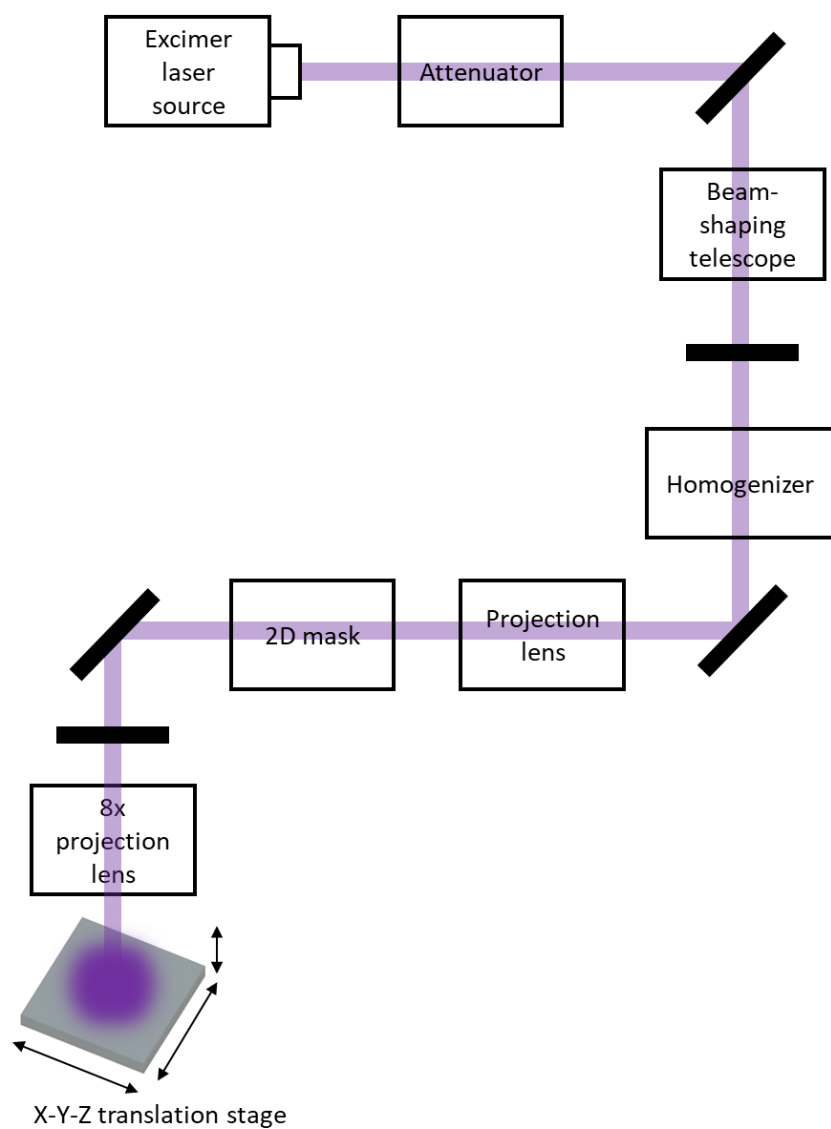 Excimer
laser
source
Attenuator
Beam-
shaping
telescope
Homogenizer
Projection
lens
2D mask
8x
projection
lens
X-Y-Z translation stage